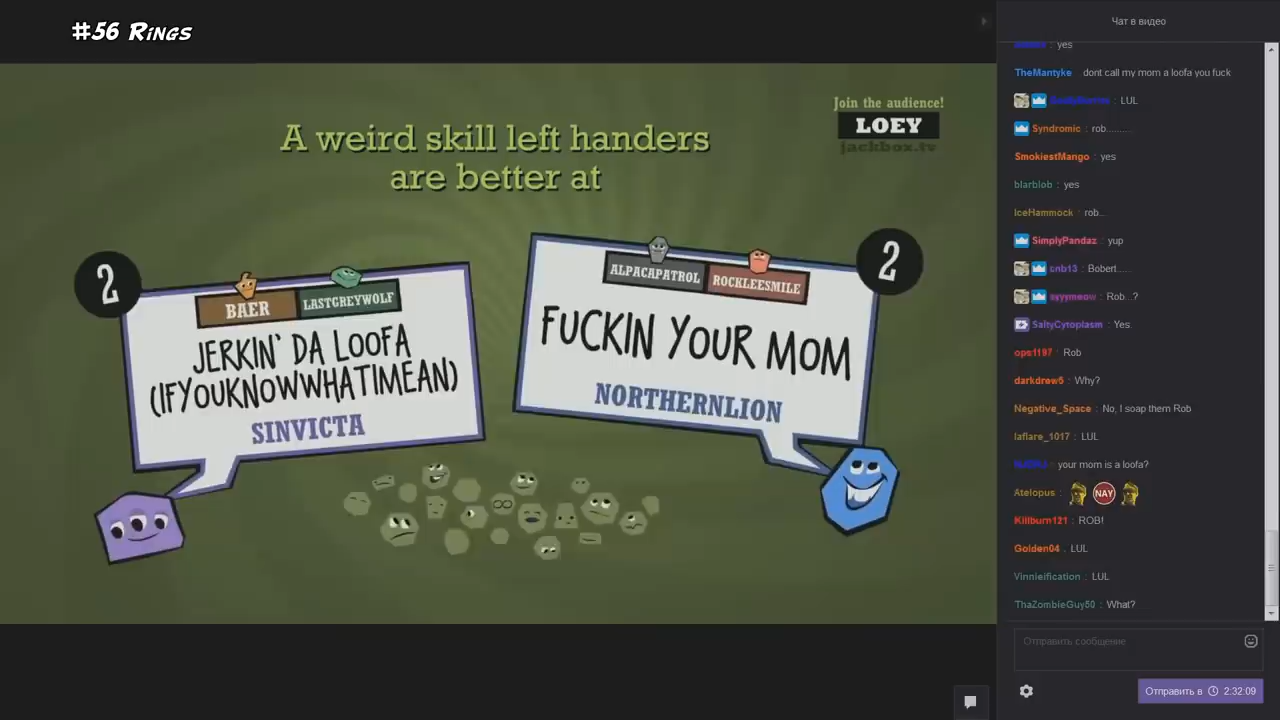 #56 Rings
Join the audience!
LOEY
jackbox.tv
A weird skill left handers
are better at
2
BAER LASTGREYWOLF
JERKIN' DA LOOFA
(IFYOUKNOWWHATIMEAN)
SINVICTA
2
ALPACAPATROL ROCKLEESMILE
FUCKIN YOUR MOM
NORTHERNLION
Чат в видео
: yes
TheMantyke dont call my mom a loofa you fuck
: LUL
Syndromic : rob.........
SmokiestMango : yes
blarblob : yes
IceHammock : rob...
SimplyPandaz : yup
cnb13 : Bobert.....
ayyymeow : Rob...?
SaltyCytoplasm : Yes
ops1197 : Rob
darkdrew5 : Why?
Negative_Space : No, I soap them Rob
laflare_1017 : LUL
: your mom is a loofa?
Atelopus : NAY
Killburn121 : ROB!
Golden04 : LUL
Vinnieification : LUL
ThaZombieGuy50 : What?
Отправить сообщение
Отправить в 2:32:09